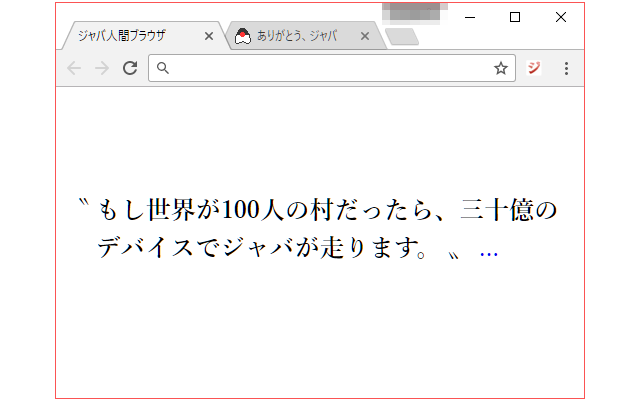 ジャバ人間ブラウザ
ありがとう、ジャバ
ジ
〝もし世界が100人の村だったら、三十億の
デバイスでジャバが走ります。〟...